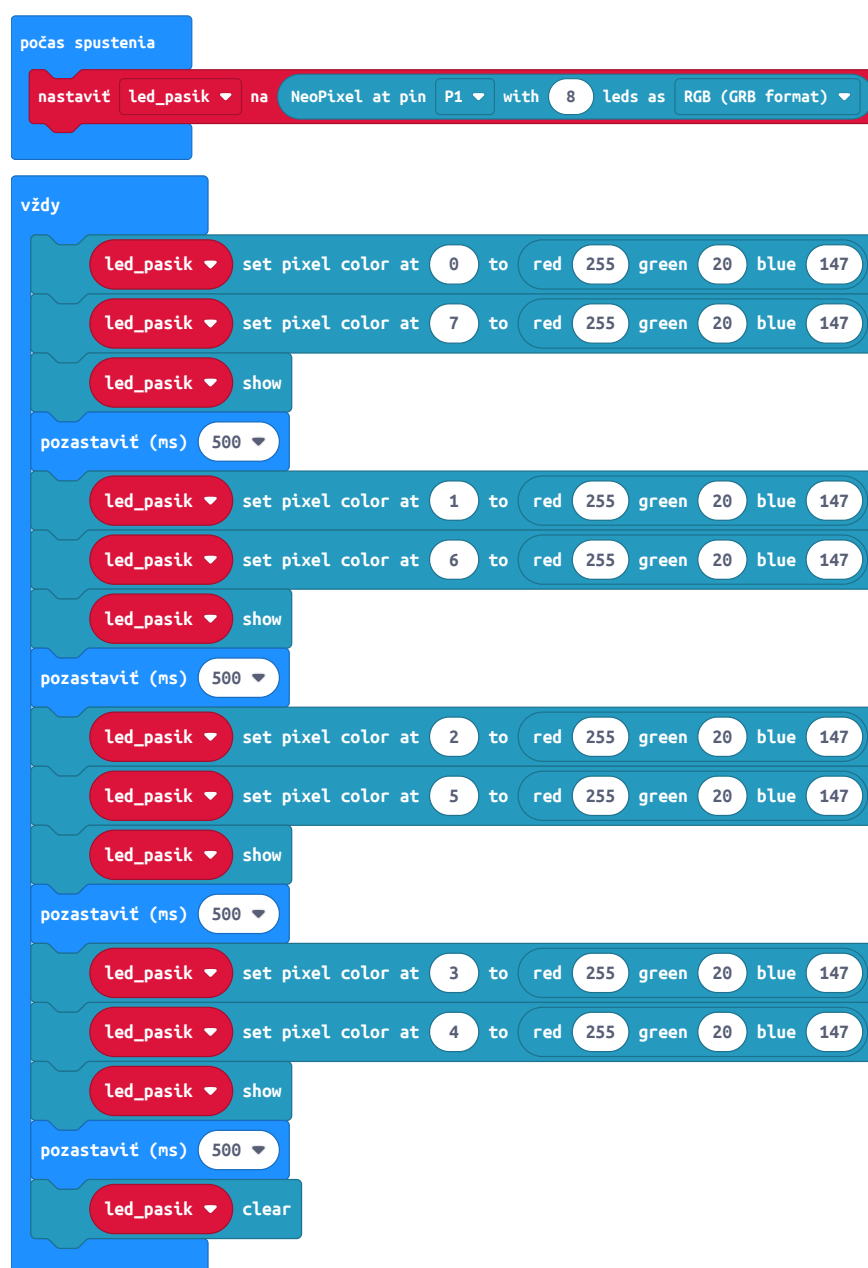 počas spustenia
nastaviť led_pasik na NeoPixel at pin P1 with 8 leds as RGB (GRB format)
vždy
led_pasik set pixel color at 0 to red 255 green 20 blue 147
led_pasik set pixel color at 7 to red 255 green 20 blue 147
led_pasik show
pozastaviť (ms) 500
led_pasik set pixel color at 1 to red 255 green 20 blue 147
led_pasik set pixel color at 6 to red 255 green 20 blue 147
led_pasik show
pozastaviť (ms) 500
led_pasik set pixel color at 2 to red 255 green 20 blue 147
led_pasik set pixel color at 5 to red 255 green 20 blue 147
led_pasik show
pozastaviť (ms) 500
led_pasik set pixel color at 3 to red 255 green 20 blue 147
led_pasik set pixel color at 4 to red 255 green 20 blue 147
led_pasik show
pozastaviť (ms) 500
led_pasik clear